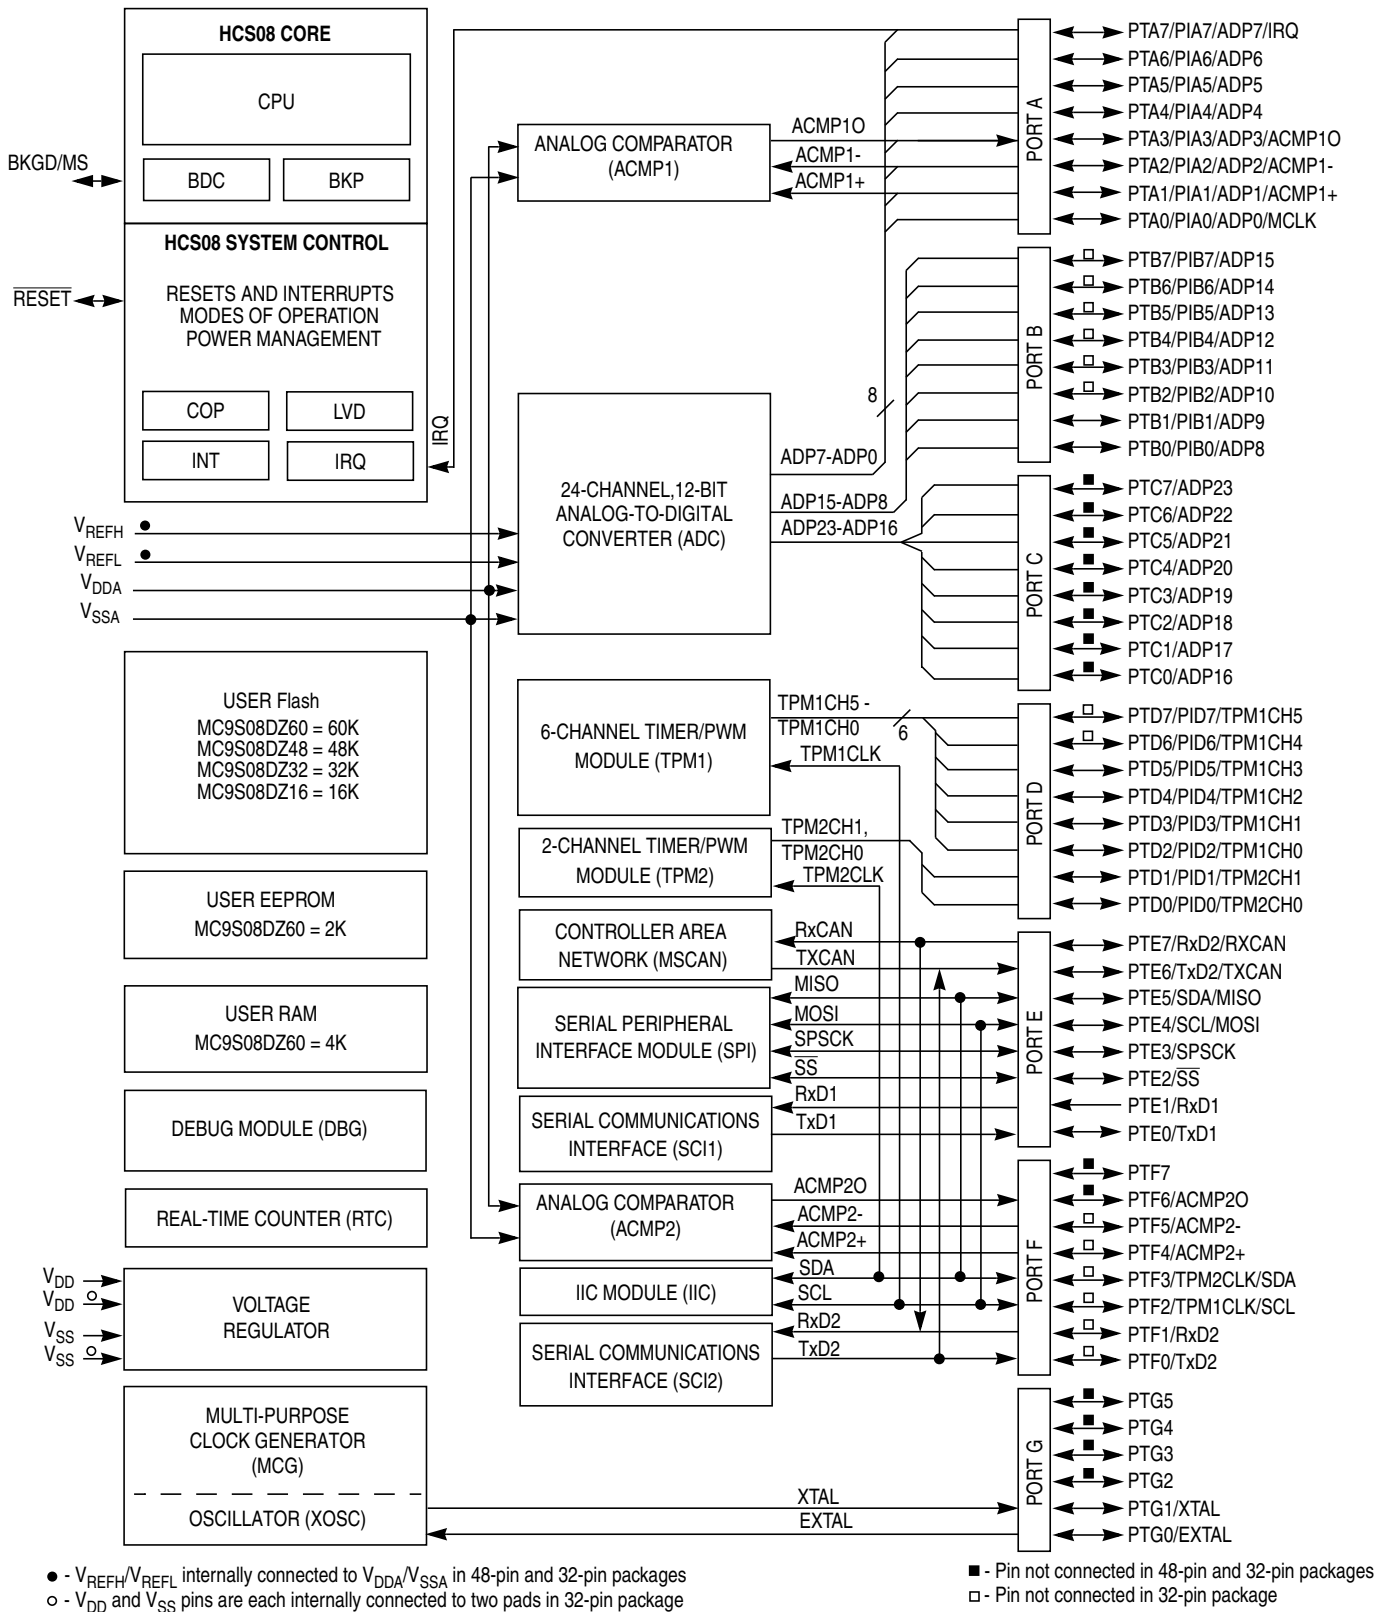 HCS08 CORE
CPU
BDC
BKP
BKGD/MS
HCS08 SYSTEM CONTROL
RESETS AND INTERRUPTS
MODES OF OPERATION
POWER MANAGEMENT
RESET
COP
LVD
INT
IRQ
IRQ
VREFH
VREFL
VDDA
VSSA
USER Flash
MC9S08DZ60 = 60K
MC9S08DZ48 = 48K
MC9S08DZ32 = 32K
MC9S08DZ16 = 16K
USER EEPROM
MC9S08DZ60 = 2K
USER RAM
MC9S08DZ60 = 4K
DEBUG MODULE (DBG)
REAL-TIME COUNTER (RTC)
VDD
VDD
VSS
VSS
VOLTAGE
REGULATOR
MULTI-PURPOSE
CLOCK GENERATOR
(MCG)
OSCILLATOR (XOSC)
ANALOG COMPARATOR
(ACMP1)
ACMP1O
ACMP1-
ACMP1+
24-CHANNEL,12-BIT
ANALOG-TO-DIGITAL
CONVERTER (ADC)
8
ADP7-ADP0
ADP15-ADP8
ADP23-ADP16
6-CHANNEL TIMER/PWM
MODULE (TPM1)
TPM1CH5 -
TPM1CH0
6
TPM1CLK
2-CHANNEL TIMER/PWM
MODULE (TPM2)
TPM2CH1,
TPM2CH0
TPM2CLK
CONTROLLER AREA
NETWORK (MSCAN)
RxCAN
TXCAN
SERIAL PERIPHERAL
INTERFACE MODULE (SPI)
MISO
MOSI
SPSCK
SS
SERIAL COMMUNICATIONS
INTERFACE (SCI1)
RxD1
TxD1
ANALOG COMPARATOR
(ACMP2)
ACMP2O
ACMP2-
ACMP2+
IIC MODULE (IIC)
SDA
SCL
SERIAL COMMUNICATIONS
INTERFACE (SCI2)
RxD2
TxD2
XTAL
EXTAL
PORT A
PTA7/PIA7/ADP7/IRQ
PTA6/PIA6/ADP6
PTA5/PIA5/ADP5
PTA4/PIA4/ADP4
PTA3/PIA3/ADP3/ACMP1O
PTA2/PIA2/ADP2/ACMP1-
PTA1/PIA1/ADP1/ACMP1+
PTA0/PIA0/ADP0/MCLK
PORT B
PTB7/PIB7/ADP15
PTB6/PIB6/ADP14
PTB5/PIB5/ADP13
PTB4/PIB4/ADP12
PTB3/PIB3/ADP11
PTB2/PIB2/ADP10
PTB1/PIB1/ADP9
PTB0/PIB0/ADP8
PORT C
PTC7/ADP23
PTC6/ADP22
PTC5/ADP21
PTC4/ADP20
PTC3/ADP19
PTC2/ADP18
PTC1/ADP17
PTC0/ADP16
PORT D
PTD7/PID7/TPM1CH5
PTD6/PID6/TPM1CH4
PTD5/PID5/TPM1CH3
PTD4/PID4/TPM1CH2
PTD3/PID3/TPM1CH1
PTD2/PID2/TPM1CH0
PTD1/PID1/TPM2CH1
PTD0/PID0/TPM2CH0
PORT E
PTE7/RxD2/RXCAN
PTE6/TxD2/TXCAN
PTE5/SDA/MISO
PTE4/SCL/MOSI
PTE3/SPSCK
PTE2/SS
PTE1/RxD1
PTE0/TxD1
PORT F
PTF7
PTF6/ACMP2O
PTF5/ACMP2-
PTF4/ACMP2+
PTF3/TPM2CLK/SDA
PTF2/TPM1CLK/SCL
PTF1/RxD2
PTF0/TxD2
PORT G
PTG5
PTG4
PTG3
PTG2
PTG1/XTAL
PTG0/EXTAL
● - VREFH/VREFL internally connected to VDDA/VSSA in 48-pin and 32-pin packages
○ - VDD and VSS pins are each internally connected to two pads in 32-pin package
■ - Pin not connected in 48-pin and 32-pin packages
□ - Pin not connected in 32-pin package